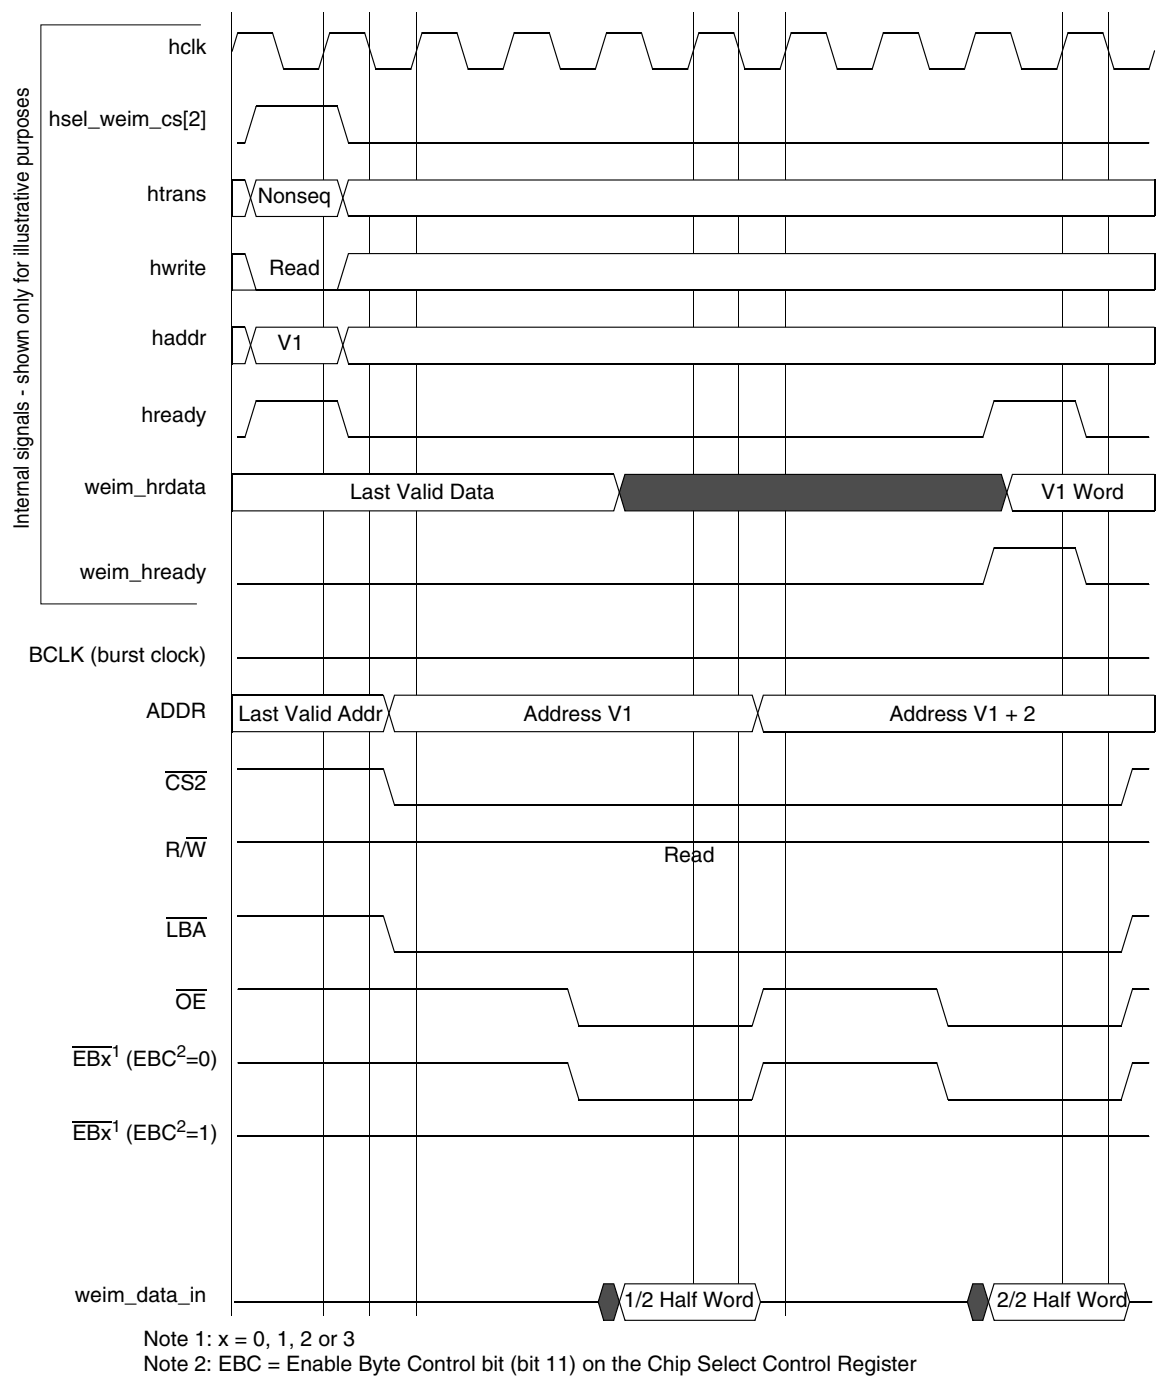 Internal signals - shown only for illustrative purposes
hclk
hsel_weim_cs[2]
htrans
Nonseq
hwrite
Read
haddr
V1
hready
weim_hrdata
Last Valid Data
V1 Word
weim_hready
BCLK (burst clock)
ADDR
Last Valid Addr
Address V1
Address V1 + 2
CS2
R/W
Read
LBA
OE
EBx1 (EBC2=0)
EBx1 (EBC2=1)
weim_data_in
1/2 Half Word
2/2 Half Word
Note 1: x = 0, 1, 2 or 3
Note 2: EBC = Enable Byte Control bit (bit 11) on the Chip Select Control Register